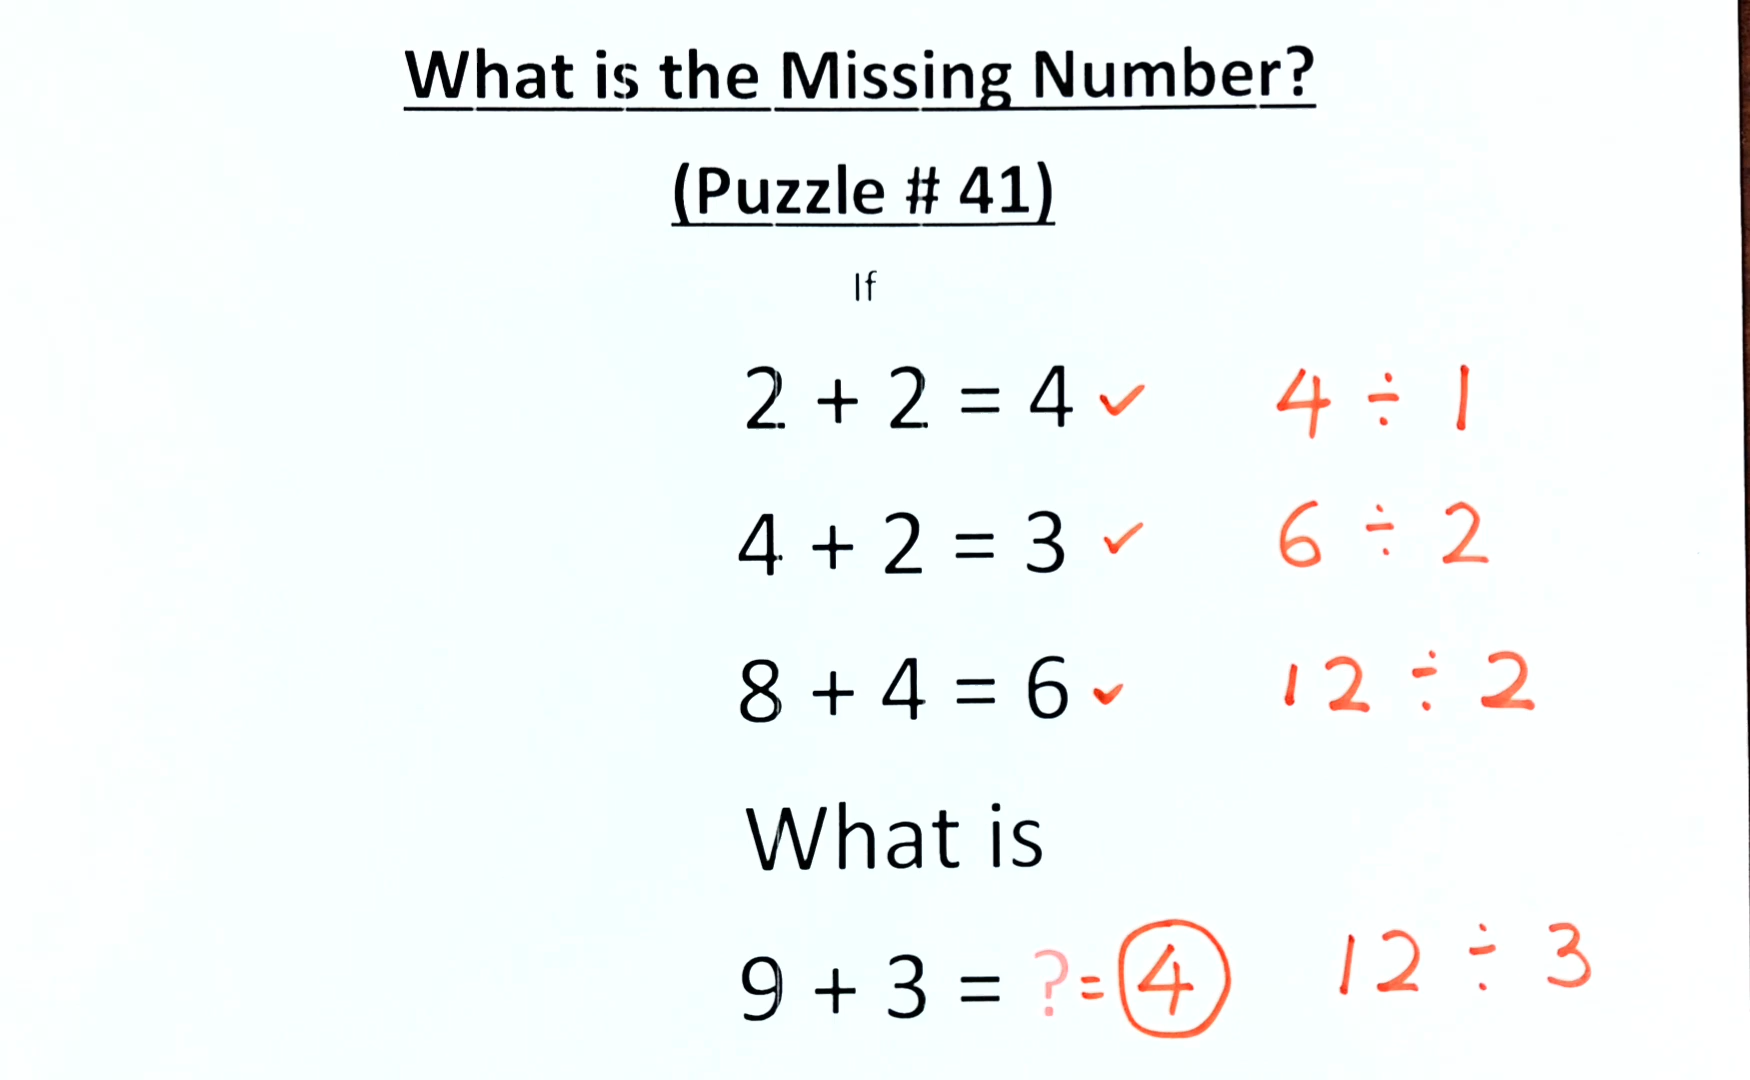 What is the Missing Number?
(Puzzle # 41)
If
2 + 2 = 4 ✓ 4 ÷ 1
4 + 2 = 3 ✓ 6 ÷ 2
8 + 4 = 6 ✓ 12 ÷ 2
What is
9 + 3 = ? = 4 12 ÷ 3